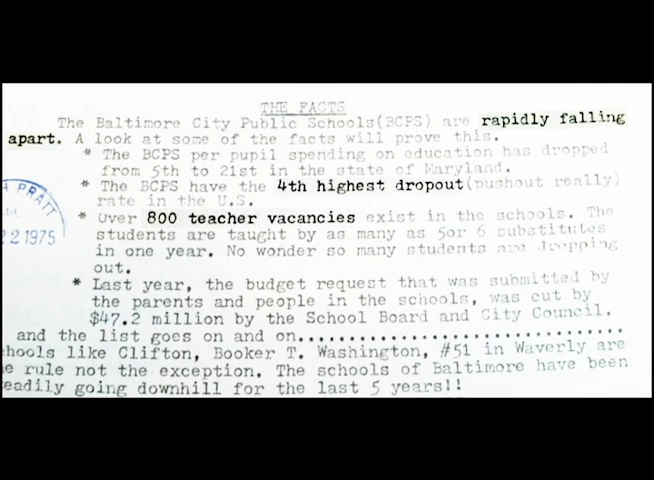 THE FACTS
The Baltimore City Public Schools(BCPS) are rapidly falling
apart. A look at some of the facts will prove this.
* The BCPS per pupil spending on education has dropped
from 5th to 21st in the state of Maryland.
* The BCPS have the 4th highest dropout(pushout really)
rate in the U.S.
* Over 800 teacher vacancies exist in the schools. The
students are taught by as many as 5or 6 substitutes
in one year. No wonder so many students are dropping
out.
* Last year, the budget request that was submitted by
the parents and people in the schools, was cut by
$47.2 million by the School Board and City Council.
and the list goes on and on..................................
chools like Clifton, Booker T. Washington, #51 in Waverly are
e rule not the exception. The schools of Baltimore have been
eadily going downhill for the last 5 years!!
H PRATT
22 1975